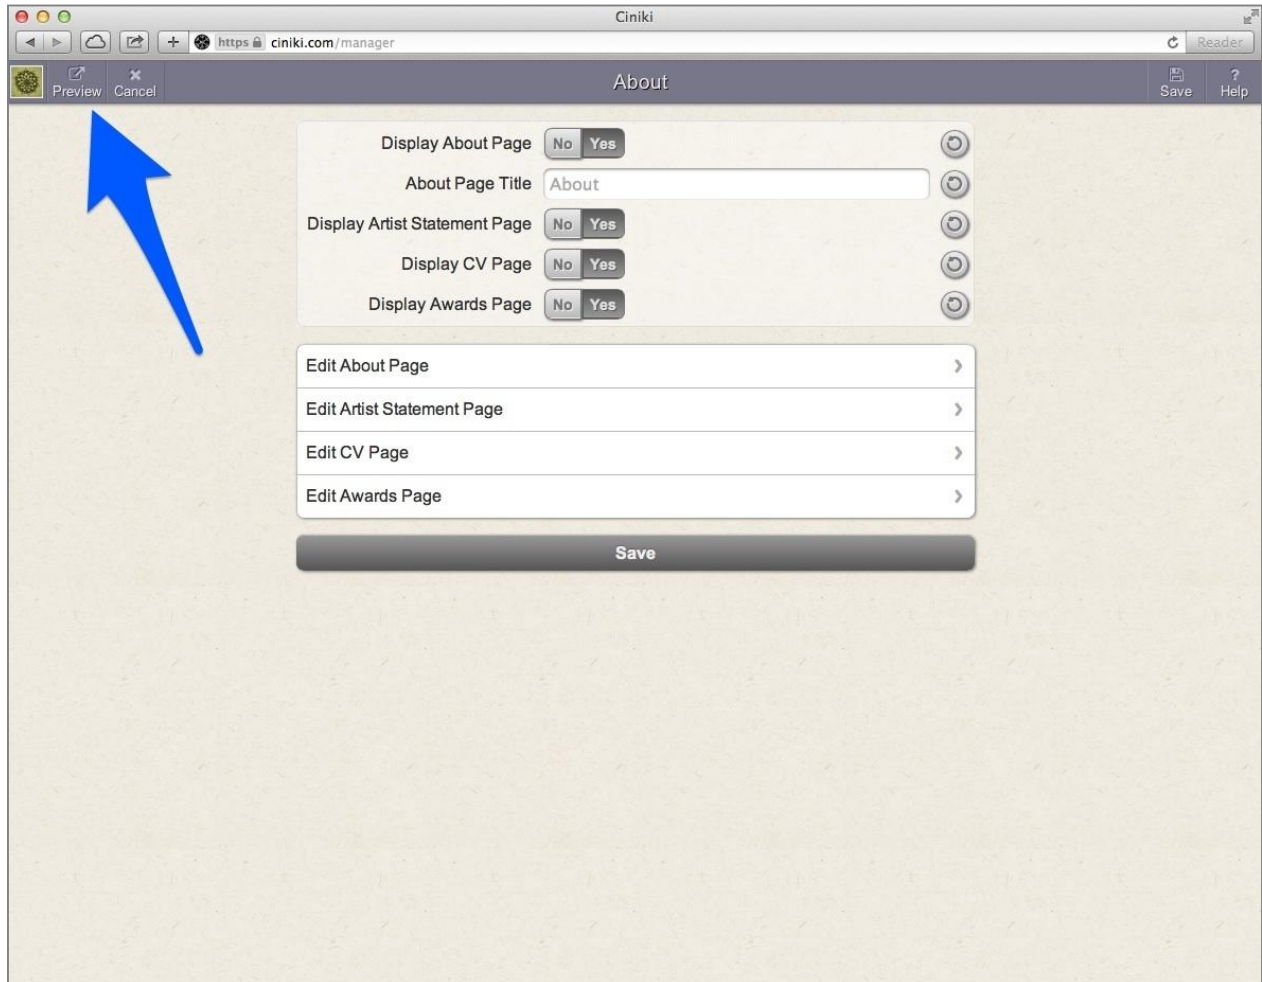 Ciniki
https ciniki.com/manager
Reader
Preview Cancel About Save ? Help
Display About Page No Yes
About Page Title About
Display Artist Statement Page No Yes
Display CV Page No Yes
Display Awards Page No Yes
Edit About Page
Edit Artist Statement Page
Edit CV Page
Edit Awards Page
Save